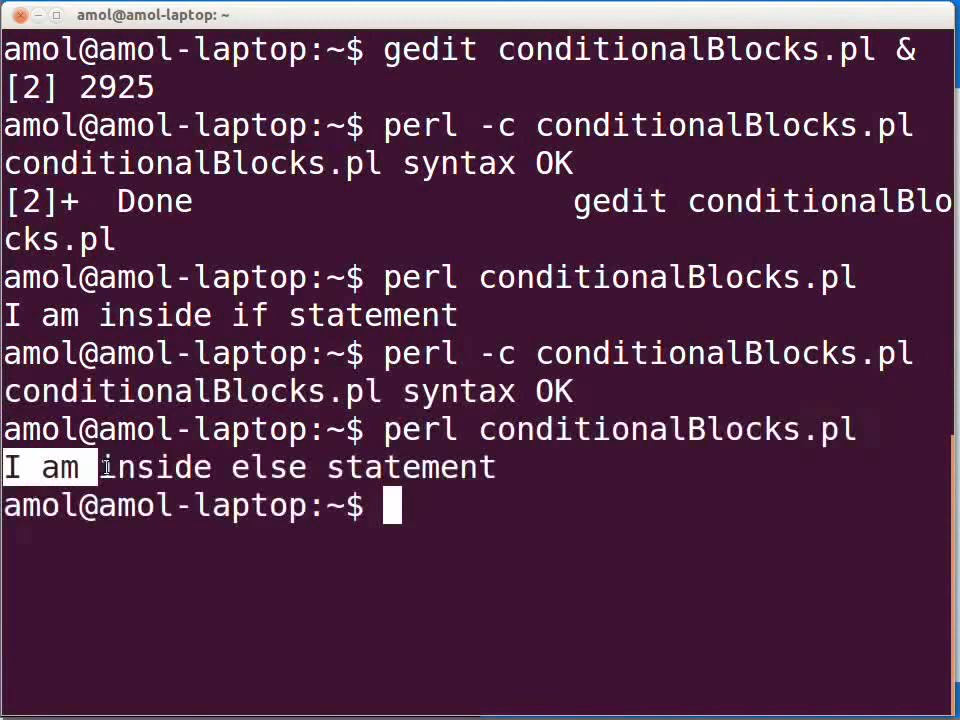 amol@amol-laptop: ~
amol@amol-laptop:~$ gedit conditionalBlocks.pl &
[2] 2925
amol@amol-laptop:~$ perl -c conditionalBlocks.pl
conditionalBlocks.pl syntax OK
[2]+  Done                    gedit conditionalBlo
cks.pl
amol@amol-laptop:~$ perl conditionalBlocks.pl
I am inside if statement
amol@amol-laptop:~$ perl -c conditionalBlocks.pl
conditionalBlocks.pl syntax OK
amol@amol-laptop:~$ perl conditionalBlocks.pl
I am inside else statement
amol@amol-laptop:~$